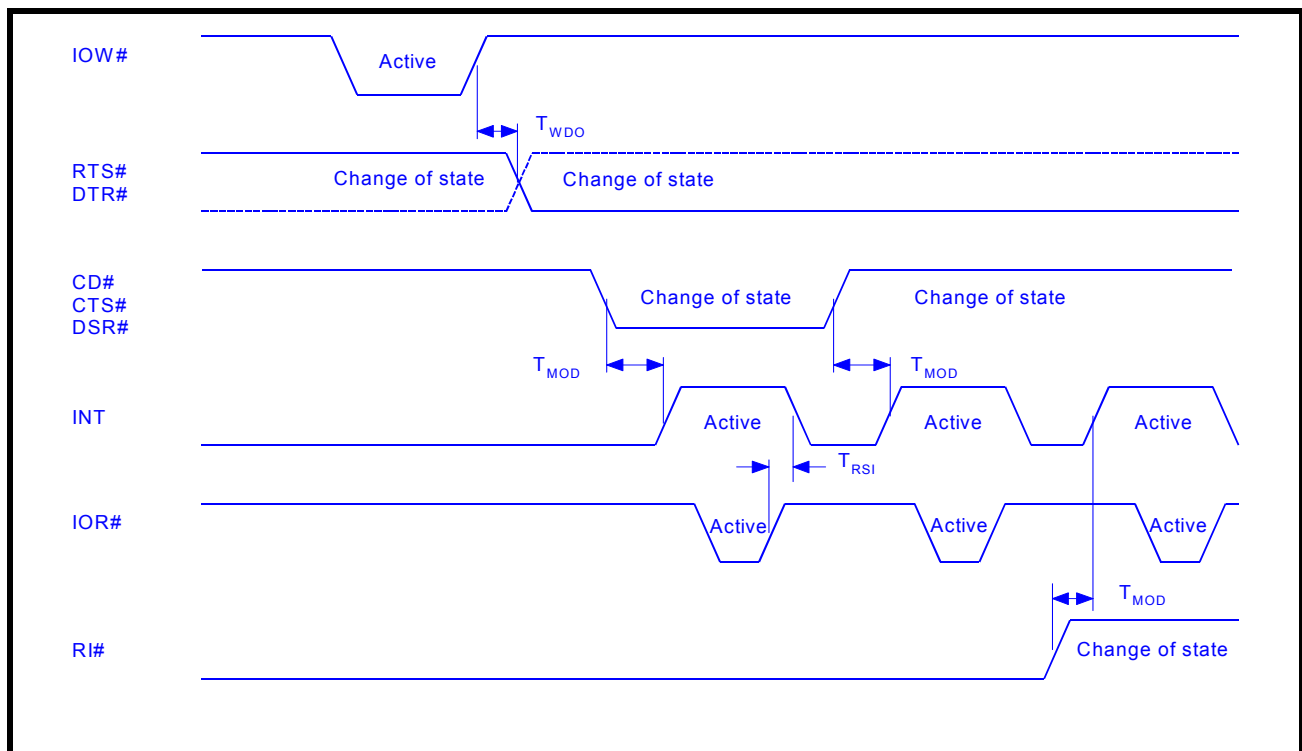 IOW#
Active
TWDO
RTS#
DTR#
Change of state
Change of state
CD#
CTS#
DSR#
Change of state
Change of state
TMOD
TMOD
INT
Active
Active
Active
TRSI
IOR#
Active
Active
Active
TMOD
RI#
Change of state